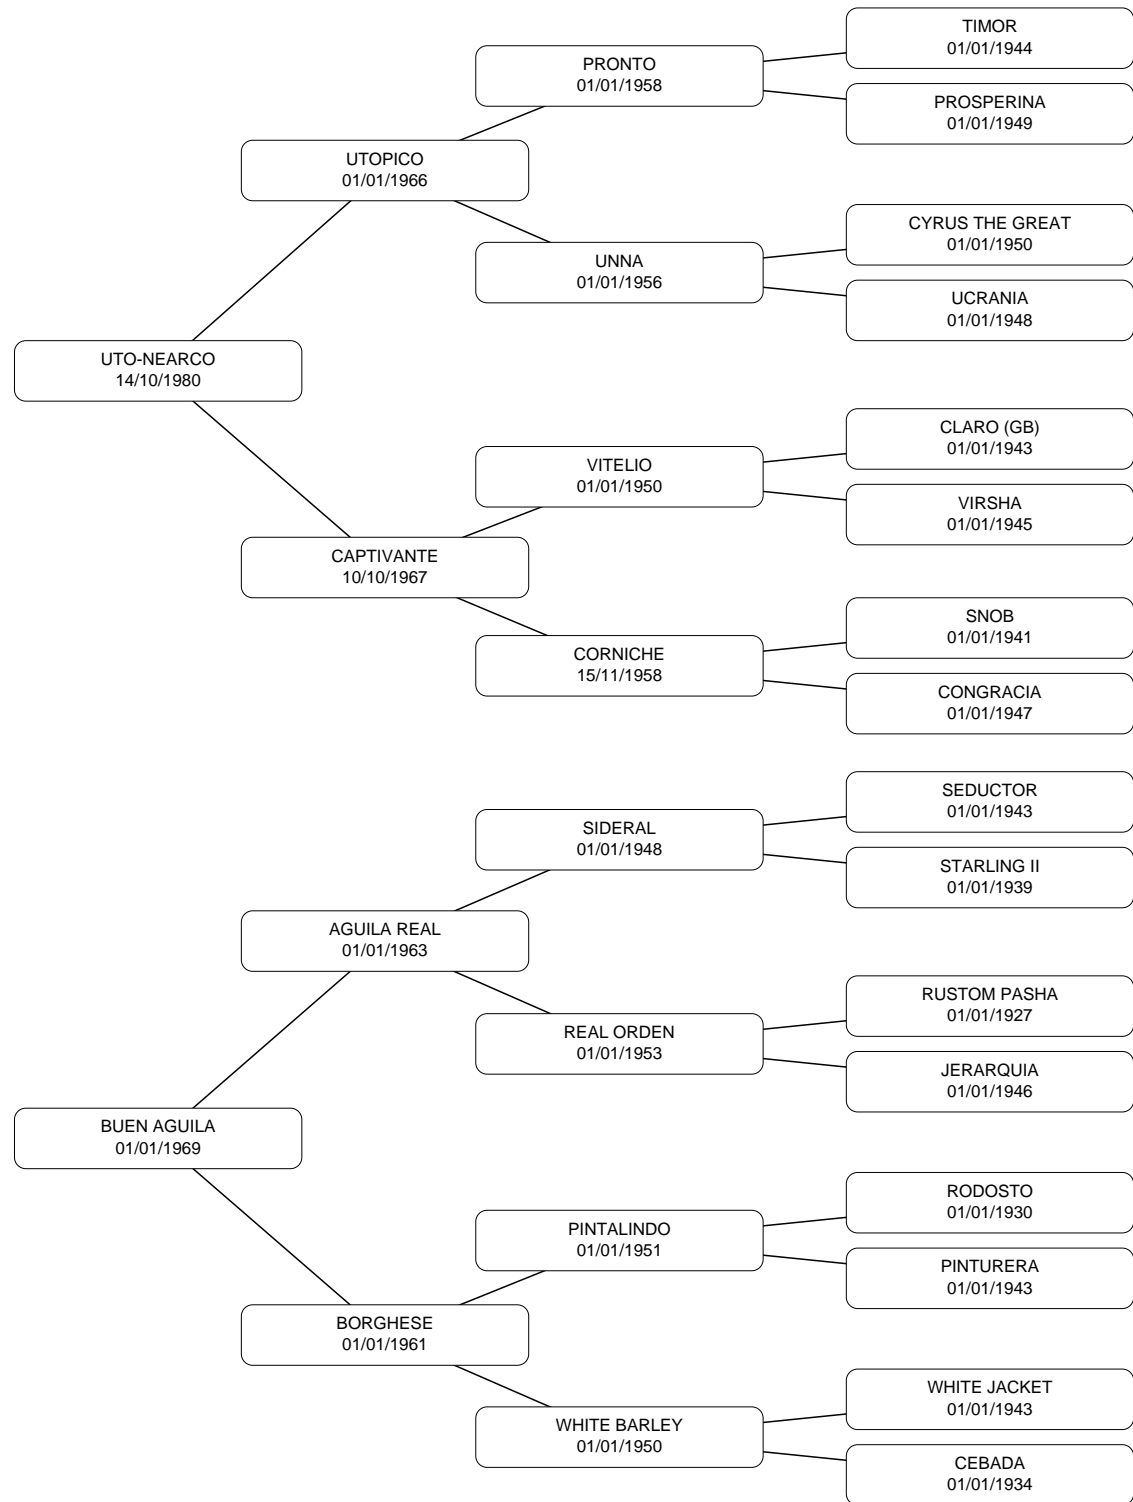 TIMOR
01/01/1944
PRONTO
01/01/1958
PROSPERINA
01/01/1949
UTOPICO
01/01/1966
CYRUS THE GREAT
01/01/1950
UNNA
01/01/1956
UCRANIA
01/01/1948
UTO-NEARCO
14/10/1980
CLARO (GB)
01/01/1943
VITELIO
01/01/1950
VIRSHA
01/01/1945
CAPTIVANTE
10/10/1967
SNOB
01/01/1941
CORNICHE
15/11/1958
CONGRACIA
01/01/1947
SEDUCTOR
01/01/1943
SIDERAL
01/01/1948
STARLING II
01/01/1939
AGUILA REAL
01/01/1963
RUSTOM PASHA
01/01/1927
REAL ORDEN
01/01/1953
JERARQUIA
01/01/1946
BUEN AGUILA
01/01/1969
RODOSTO
01/01/1930
PINTALINDO
01/01/1951
PINTURERA
01/01/1943
BORGHESE
01/01/1961
WHITE JACKET
01/01/1943
WHITE BARLEY
01/01/1950
CEBADA
01/01/1934